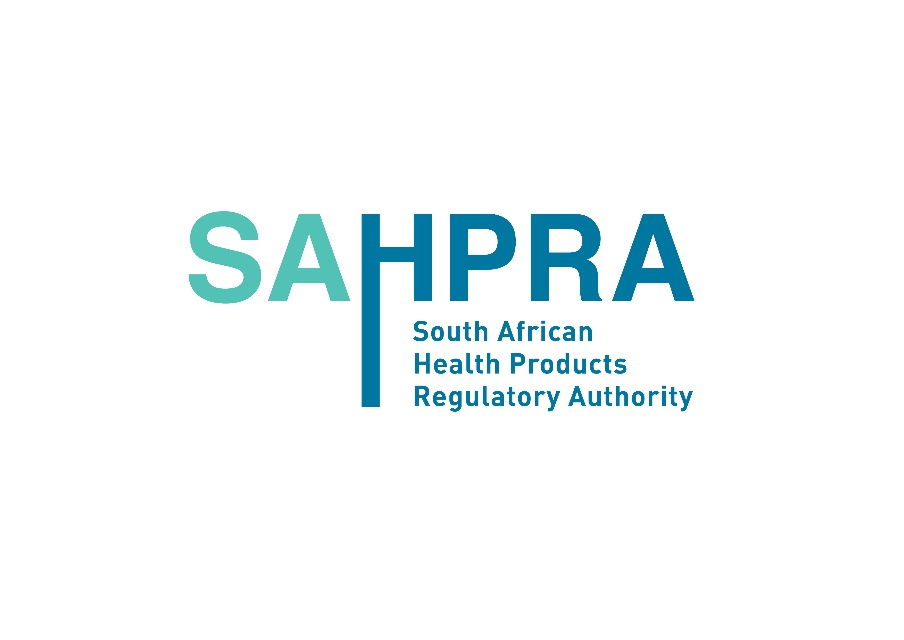 SAHPRA
South African
Health Products
Regulatory Authority